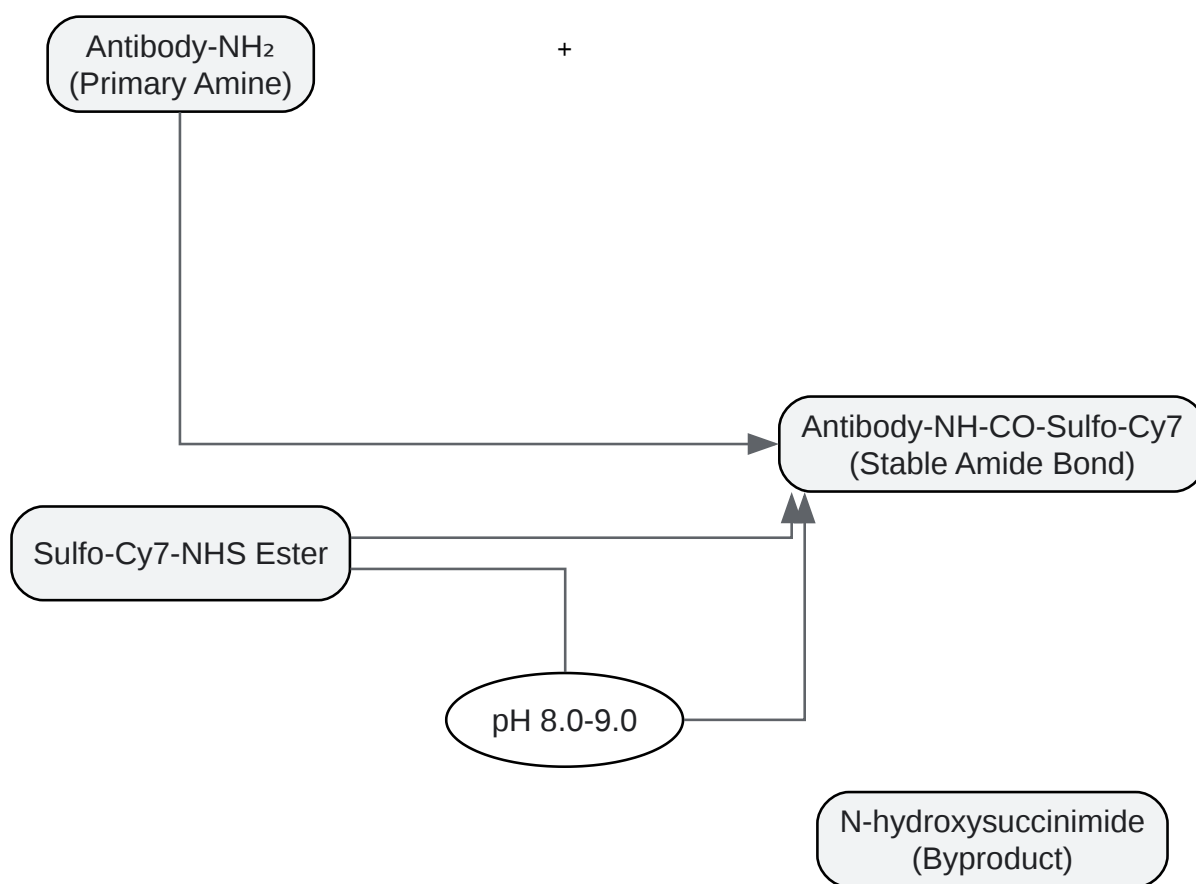 Antibody-NH₂
(Primary Amine)
+
Antibody-NH-CO-Sulfo-Cy7
(Stable Amide Bond)
Sulfo-Cy7-NHS Ester
pH 8.0-9.0
N-hydroxysuccinimide
(Byproduct)